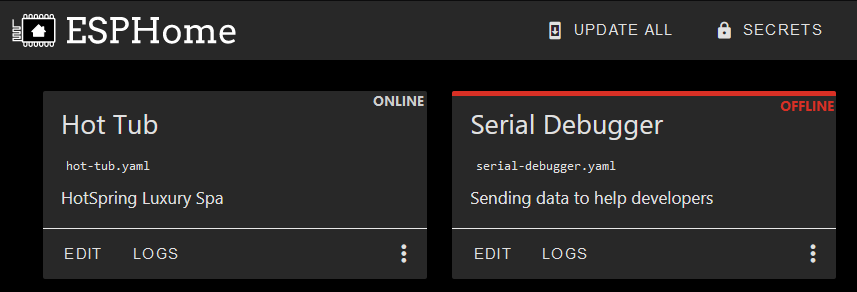 ESPHome
UPDATE ALL
SECRETS
ONLINE
Hot Tub
hot-tub.yaml
HotSpring Luxury Spa
EDIT
LOGS
OFFLINE
Serial Debugger
serial-debugger.yaml
Sending data to help developers
EDIT
LOGS